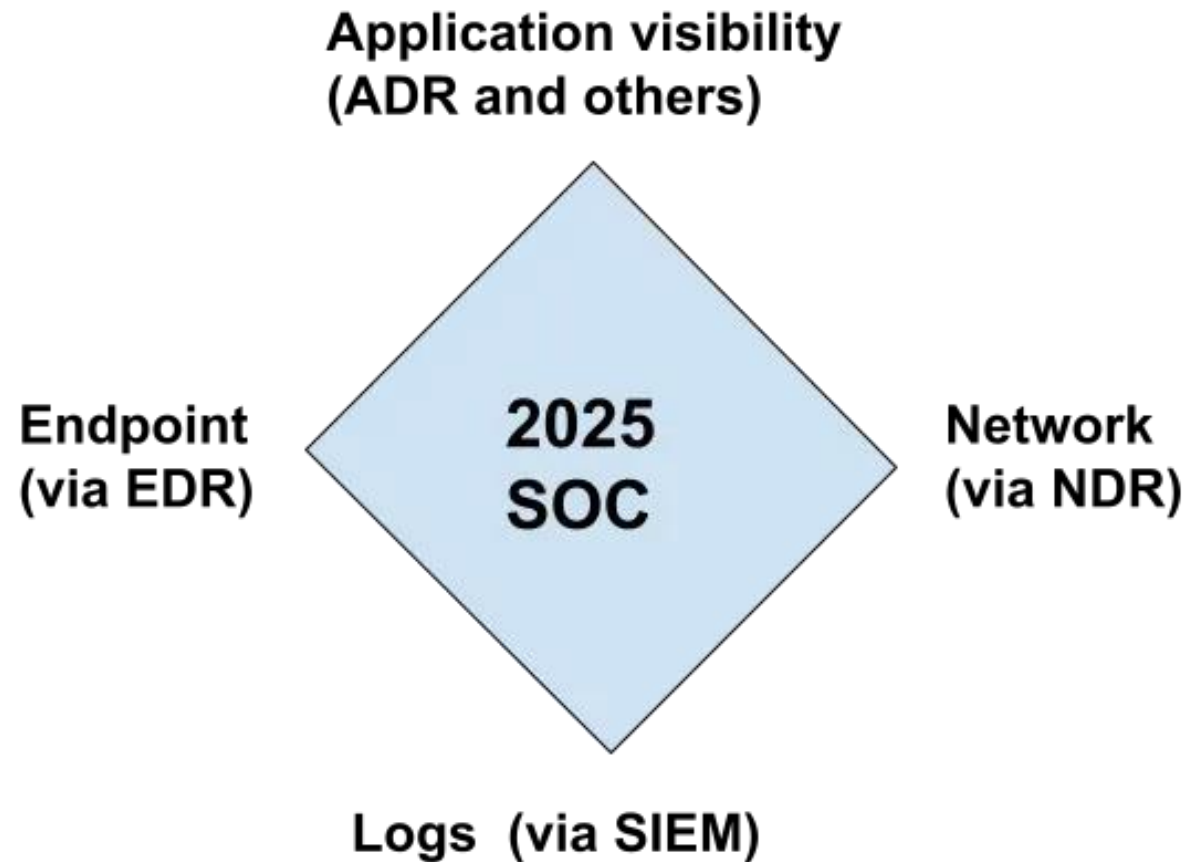 Application visibility
(ADR and others)
Endpoint
(via EDR)
2025
SOC
Network
(via NDR)
Logs (via SIEM)